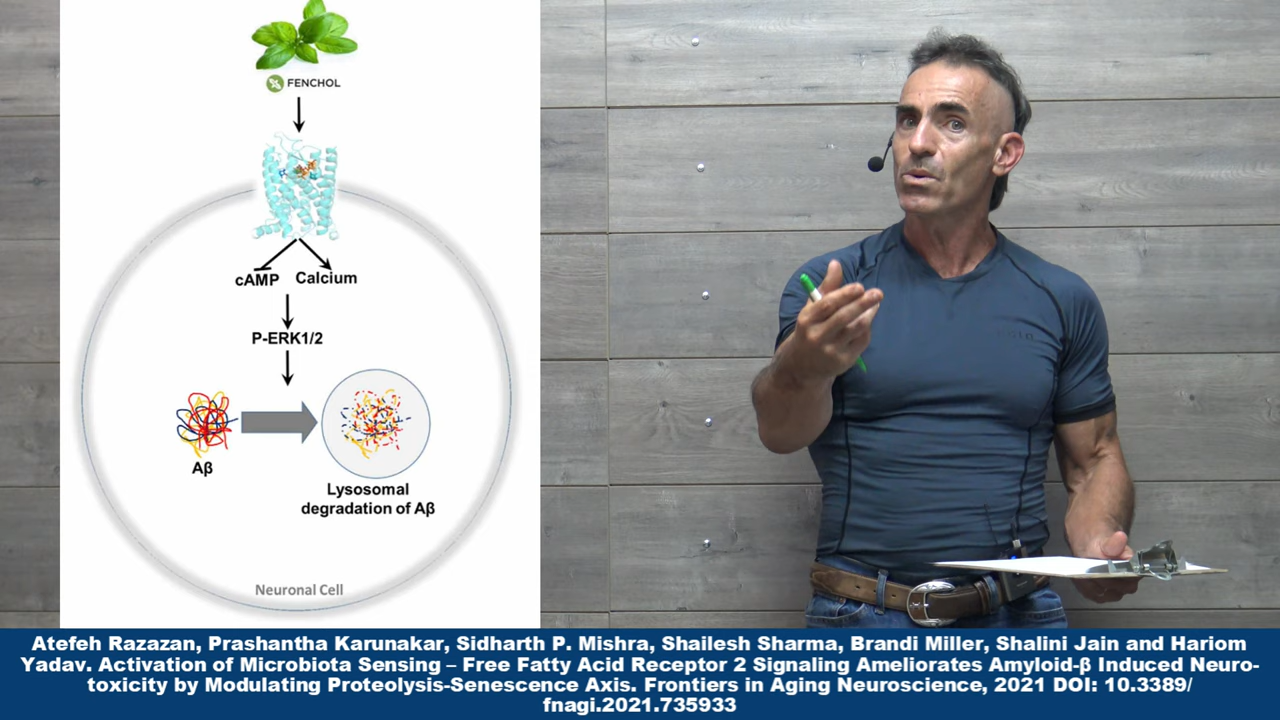 FENCHOL
cAMP Calcium
P-ERK1/2
Aβ
Lysosomal
degradation of Aβ
Neuronal Cell
Atefeh Razazan, Prashantha Karunakar, Sidharth P. Mishra, Shailesh Sharma, Brandi Miller, Shalini Jain and Hariom
Yadav. Activation of Microbiota Sensing – Free Fatty Acid Receptor 2 Signaling Ameliorates Amyloid-β Induced Neuro-
toxicity by Modulating Proteolysis-Senescence Axis. Frontiers in Aging Neuroscience, 2021 DOI: 10.3389/
fnagi.2021.735933